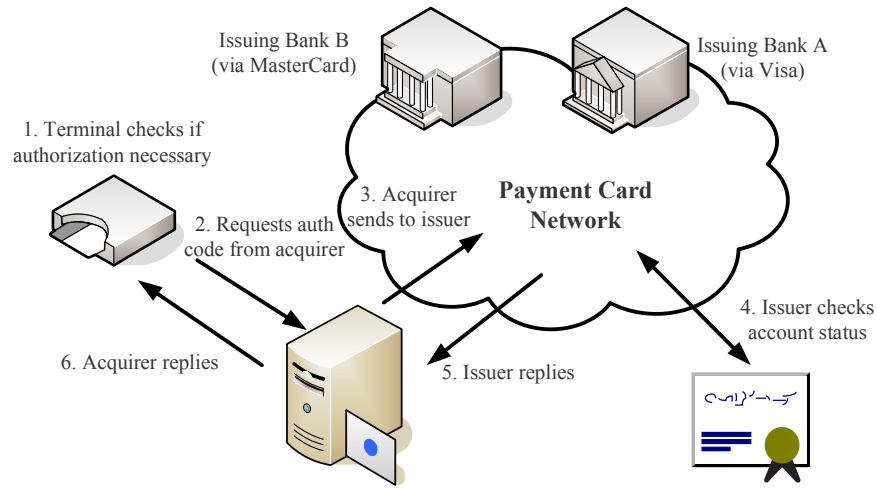 Issuing Bank B
(via MasterCard)
Issuing Bank A
(via Visa)
1. Terminal checks if
authorization necessary
2. Requests auth
code from acquirer
3. Acquirer
sends to issuer
Payment Card
Network
4. Issuer checks
account status
5. Issuer replies
6. Acquirer replies